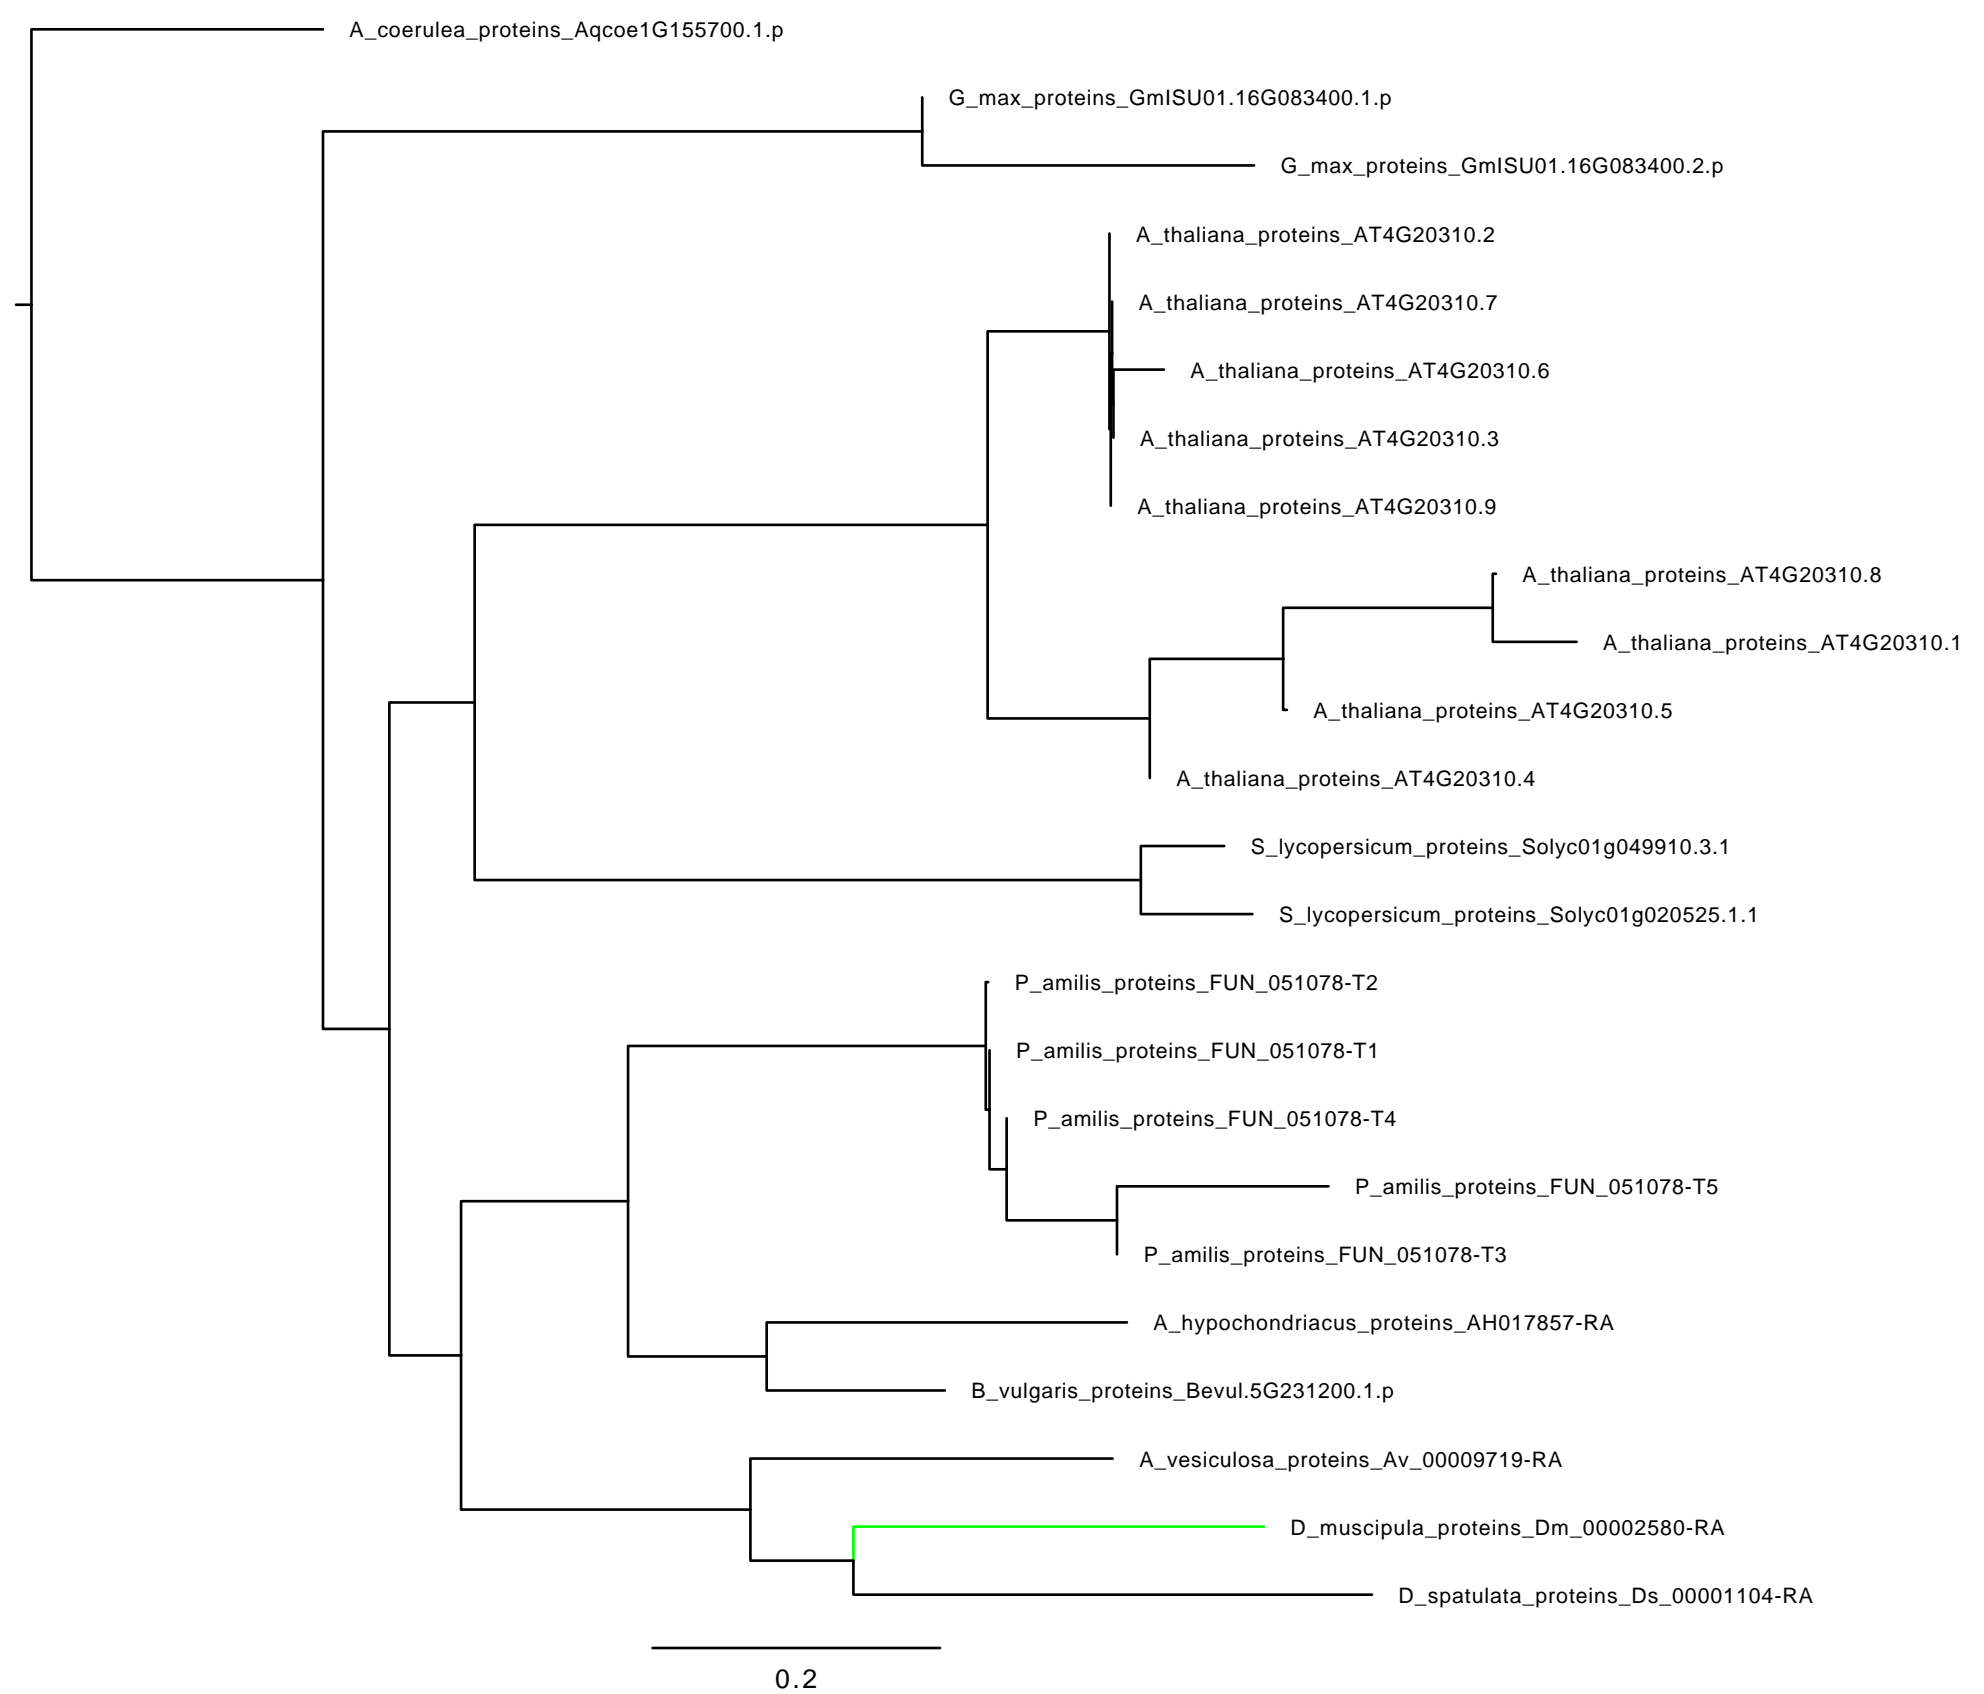 A_coerulea_proteins_Aqcoe1G155700.1.p
G_max_proteins_GmISU01.16G083400.1.p
G_max_proteins_GmISU01.16G083400.2.p
A_thaliana_proteins_AT4G20310.2
A_thaliana_proteins_AT4G20310.7
A_thaliana_proteins_AT4G20310.6
A_thaliana_proteins_AT4G20310.3
A_thaliana_proteins_AT4G20310.9
A_thaliana_proteins_AT4G20310.8
A_thaliana_proteins_AT4G20310.1
A_thaliana_proteins_AT4G20310.5
A_thaliana_proteins_AT4G20310.4
S_lycopersicum_proteins_Solyc01g049910.3.1
S_lycopersicum_proteins_Solyc01g020525.1.1
P_amilis_proteins_FUN_051078-T2
P_amilis_proteins_FUN_051078-T1
P_amilis_proteins_FUN_051078-T4
P_amilis_proteins_FUN_051078-T5
P_amilis_proteins_FUN_051078-T3
A_hypochondriacus_proteins_AH017857-RA
B_vulgaris_proteins_Bevul.5G231200.1.p
A_vesiculosa_proteins_Av_00009719-RA
D_muscipula_proteins_Dm_00002580-RA
D_spatulata_proteins_Ds_00001104-RA
0.2